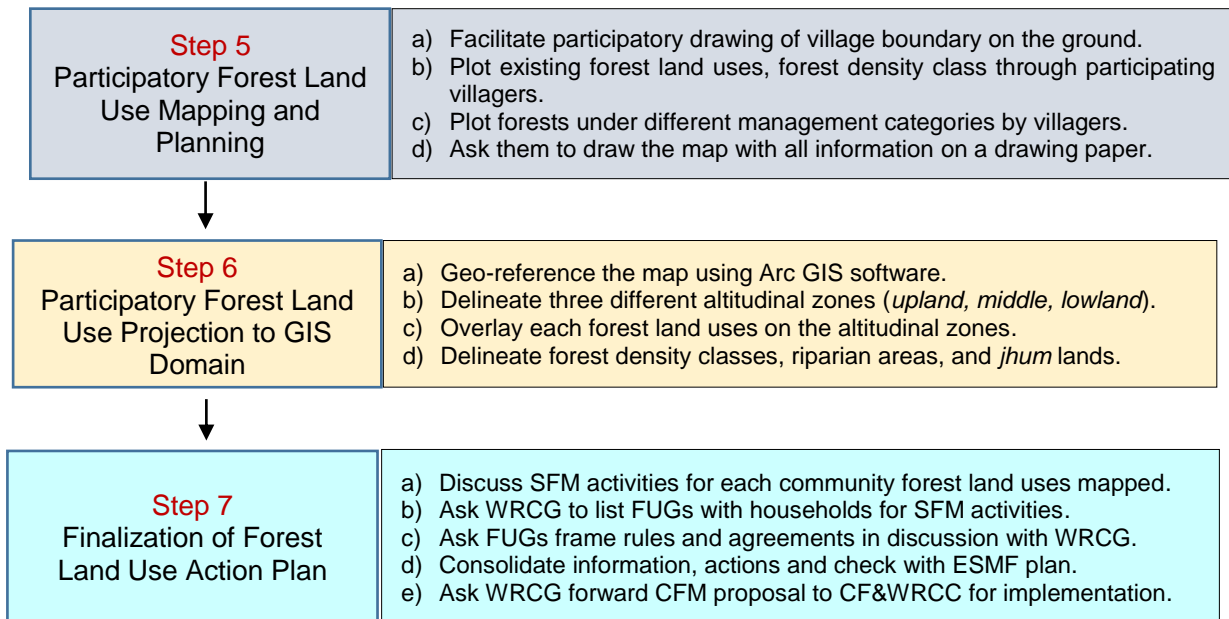 Step 5
Participatory Forest Land
Use Mapping and
Planning
a) Facilitate participatory drawing of village boundary on the ground.
b) Plot existing forest land uses, forest density class through participating
villagers.
c) Plot forests under different management categories by villagers.
d) Ask them to draw the map with all information on a drawing paper.
Step 6
Participatory Forest Land
Use Projection to GIS
Domain
a) Geo-reference the map using Arc GIS software.
b) Delineate three different altitudinal zones (upland, middle, lowland).
c) Overlay each forest land uses on the altitudinal zones.
d) Delineate forest density classes, riparian areas, and jhum lands.
Step 7
Finalization of Forest
Land Use Action Plan
a) Discuss SFM activities for each community forest land uses mapped.
b) Ask WRCG to list FUGs with households for SFM activities.
c) Ask FUGs frame rules and agreements in discussion with WRCG.
d) Consolidate information, actions and check with ESMF plan.
e) Ask WRCG forward CFM proposal to CF&WRCC for implementation.